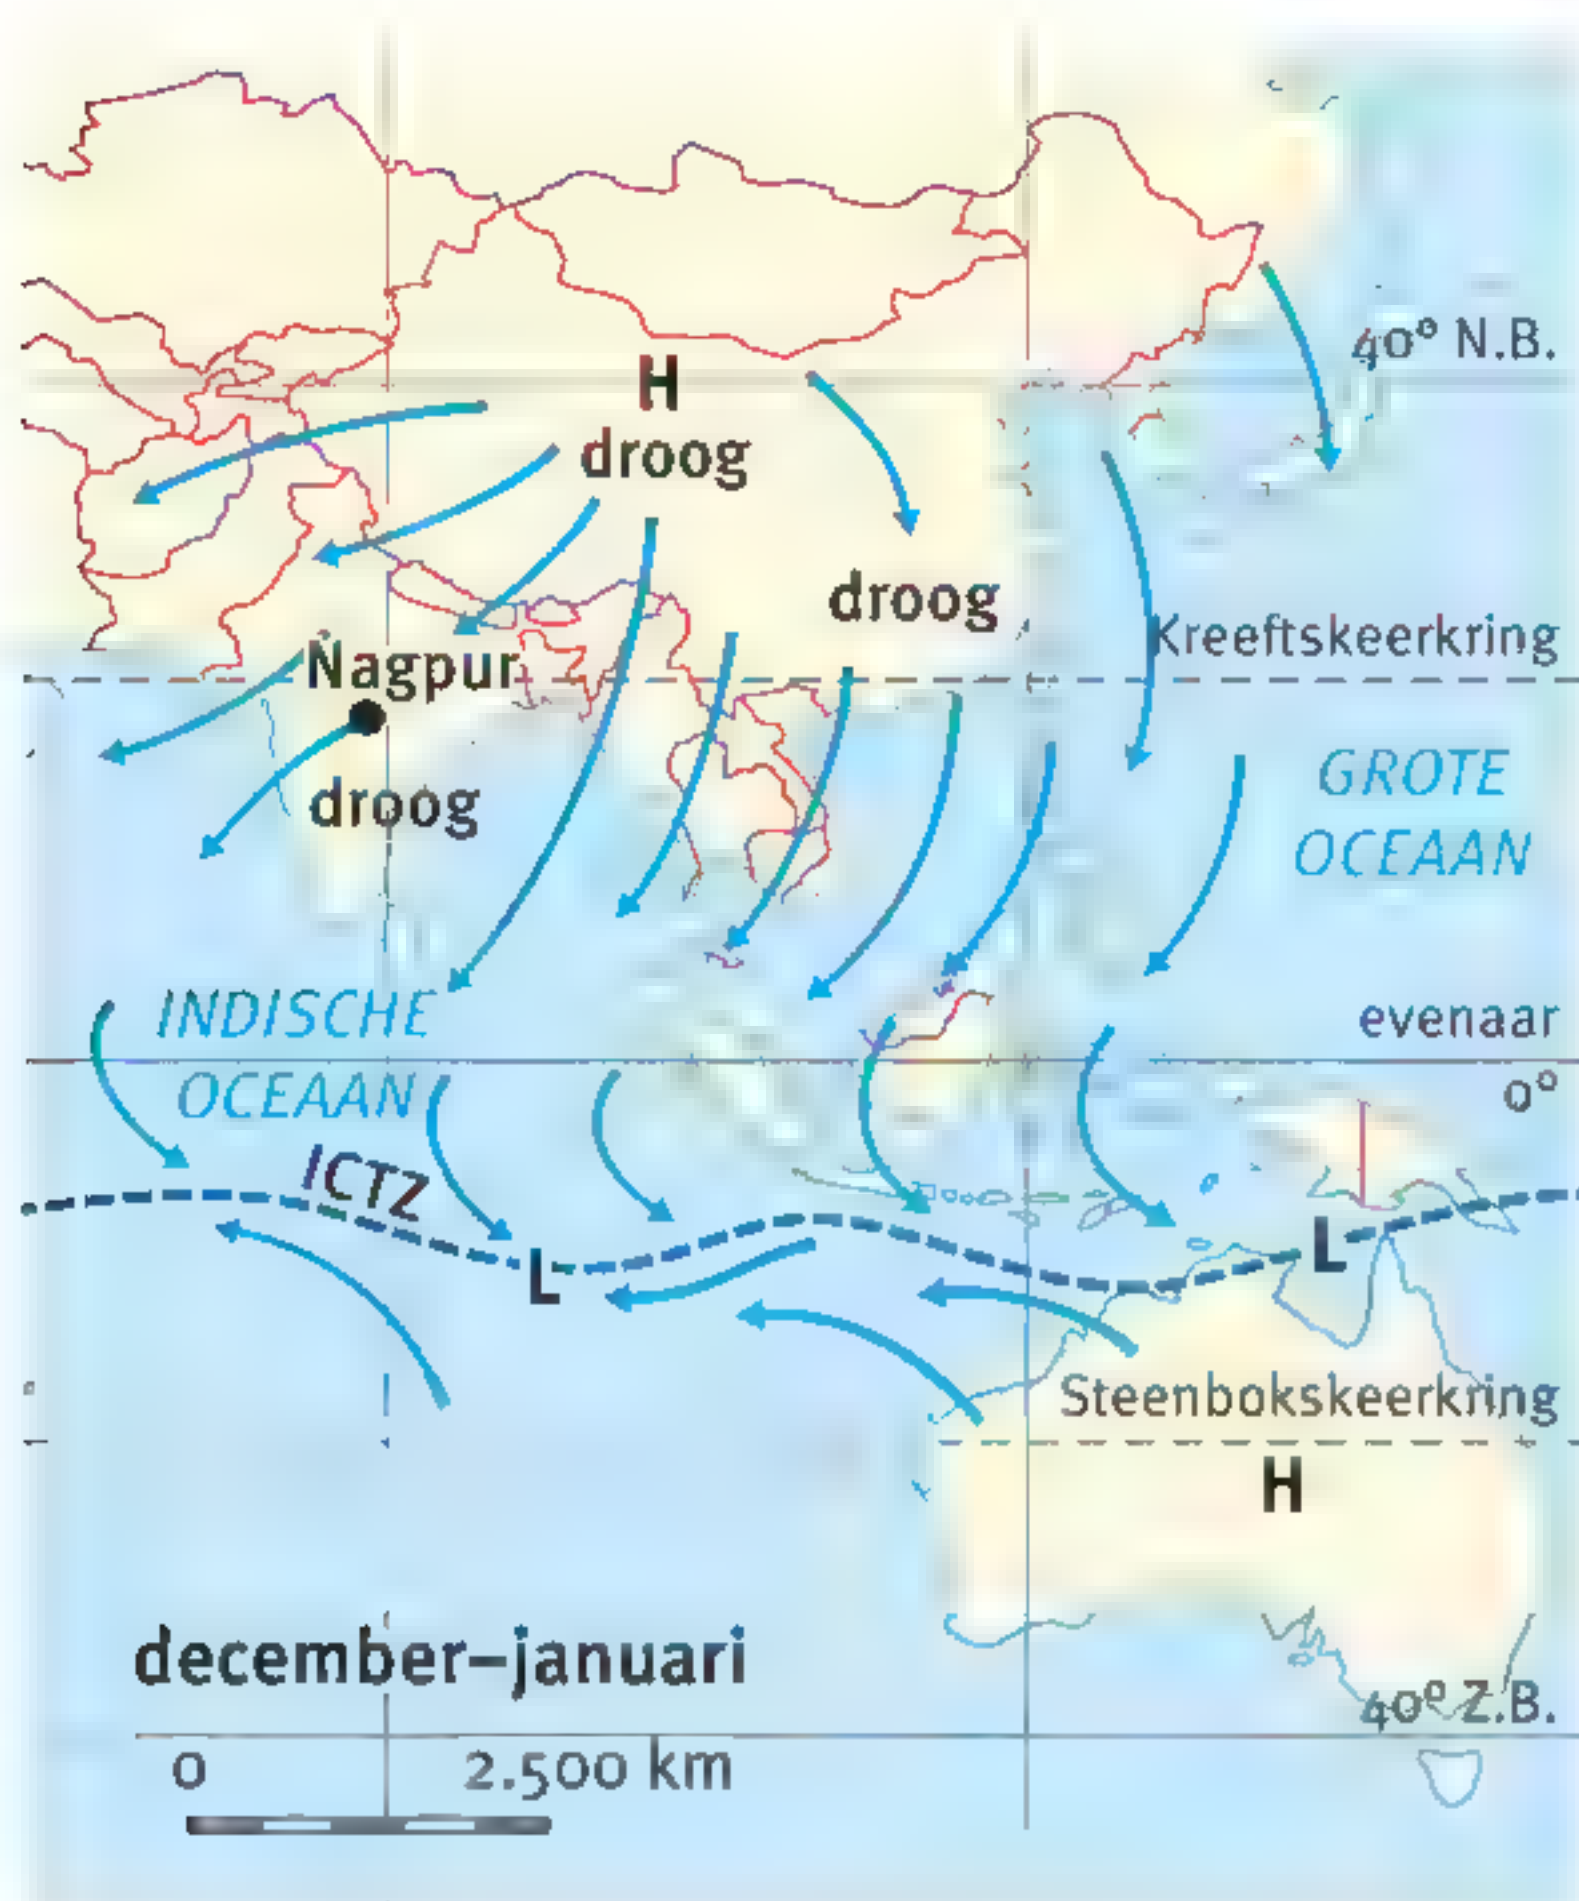 40° N.B.
H
droog
droog
Kreeftskeerkring
Nagpur
droog
GROTE
OCEAAN
INDISCHE
OCEAAN
evenaar
0°
ICTZ
L
L
Steenbokskeerkring
H
december–januari
40° Z.B.
0
2.500 km